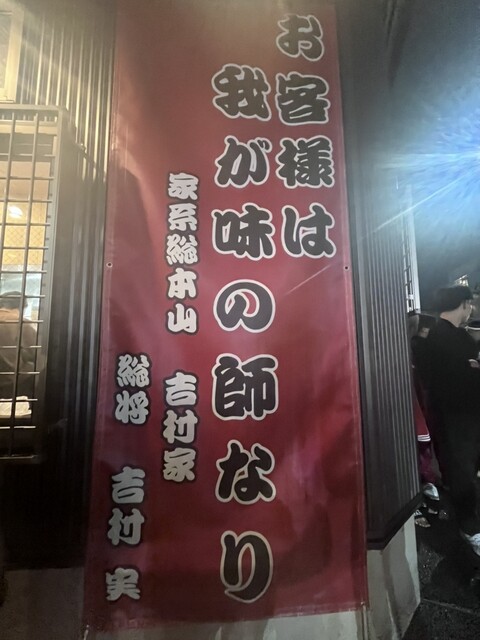 お客様は
我が味の師なり
家系総本山 吉村家
総将 吉村 実